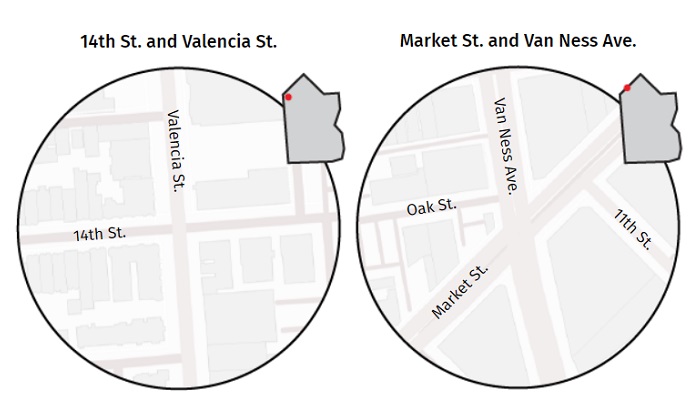 14th St. and Valencia St.
Valencia St.
14th St.
Market St. and Van Ness Ave.
Van Ness Ave.
Oak St.
11th St.
Market St.